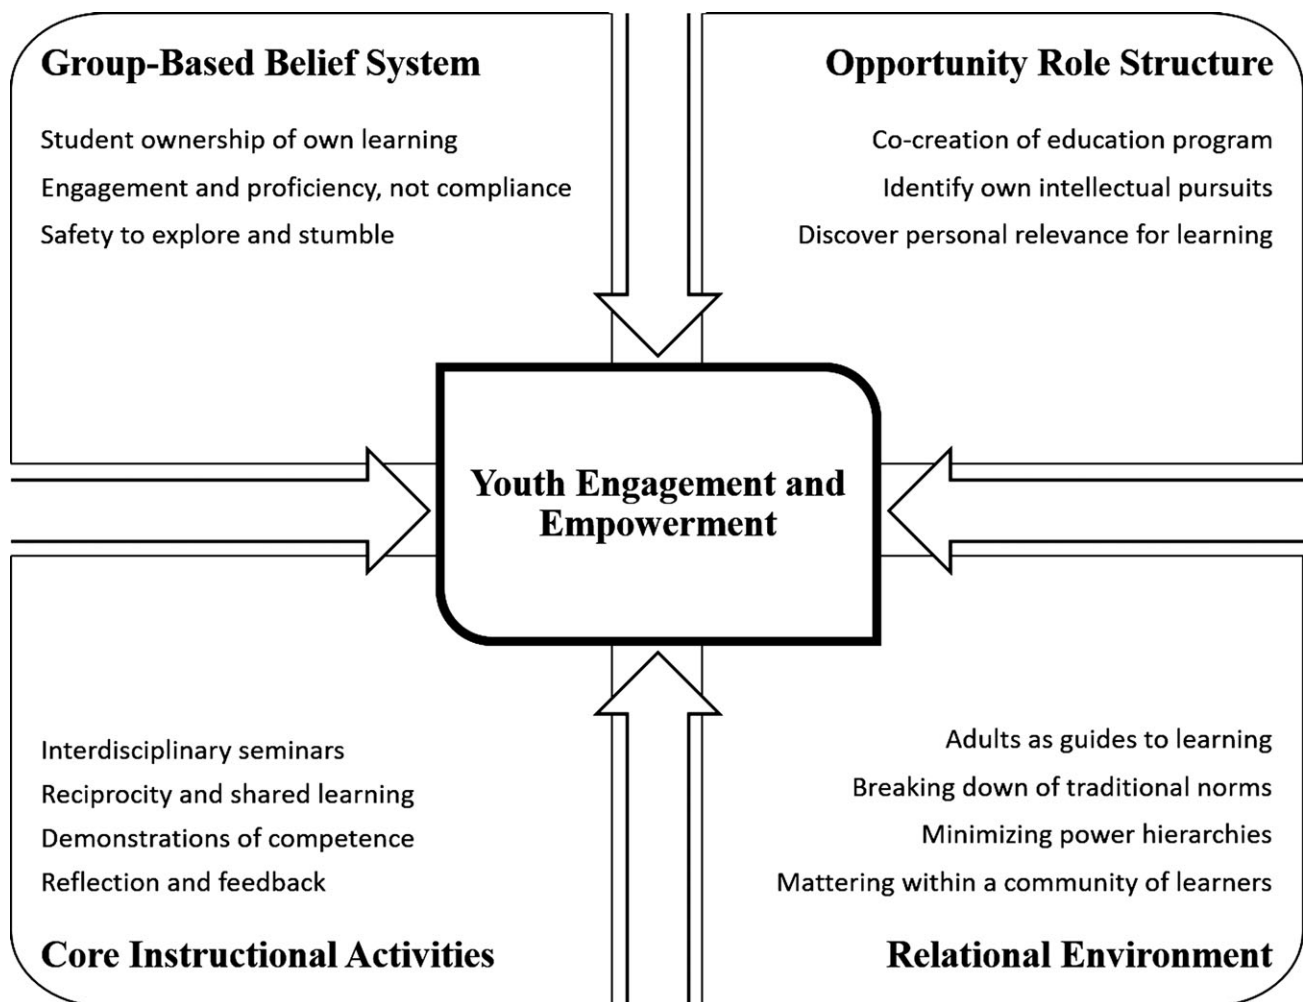 Group-Based Belief System
Student ownership of own learning
Engagement and proficiency, not compliance
Safety to explore and stumble
Opportunity Role Structure
Co-creation of education program
Identify own intellectual pursuits
Discover personal relevance for learning
Youth Engagement and
Empowerment
Interdisciplinary seminars
Reciprocity and shared learning
Demonstrations of competence
Reflection and feedback
Core Instructional Activities
Adults as guides to learning
Breaking down of traditional norms
Minimizing power hierarchies
Mattering within a community of learners
Relational Environment